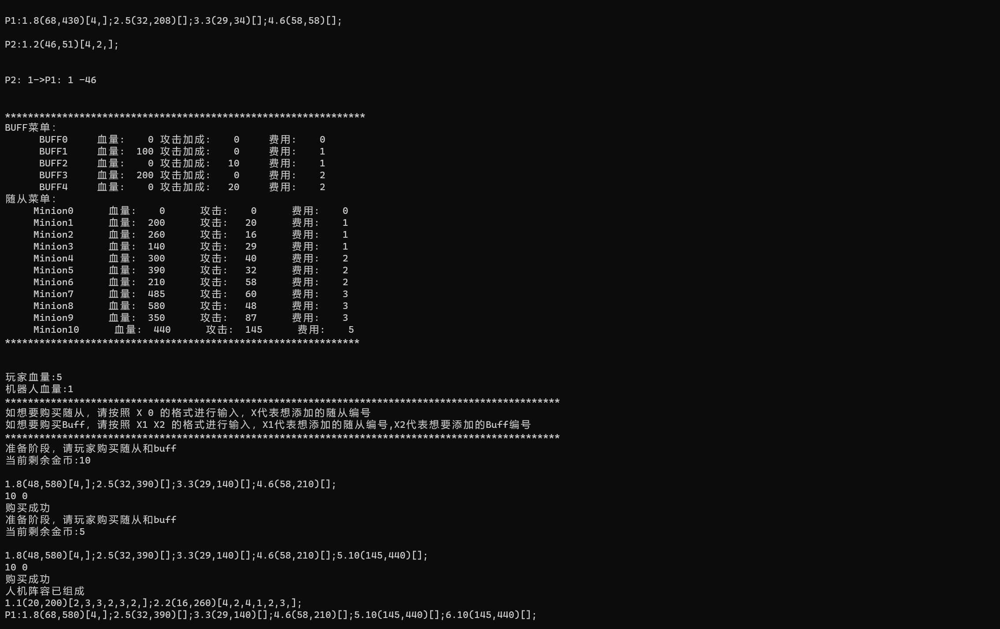 P1:1.8(68,430)[4,];2.5(32,208)[];3.3(29,34)[];4.6(58,58)[];
P2:1.2(46,51)[4,2,];
P2: 1->P1: 1 -46
***************************************************************
BUFF菜单:
BUFF0 血量: 0 攻击加成: 0 费用: 0
BUFF1 血量: 100 攻击加成: 0 费用: 1
BUFF2 血量: 0 攻击加成: 10 费用: 1
BUFF3 血量: 200 攻击加成: 0 费用: 2
BUFF4 血量: 0 攻击加成: 20 费用: 2
随从菜单:
Minion0 血量: 0 攻击: 0 费用: 0
Minion1 血量: 200 攻击: 20 费用: 1
Minion2 血量: 260 攻击: 16 费用: 1
Minion3 血量: 140 攻击: 29 费用: 1
Minion4 血量: 300 攻击: 40 费用: 2
Minion5 血量: 390 攻击: 32 费用: 2
Minion6 血量: 210 攻击: 58 费用: 2
Minion7 血量: 485 攻击: 60 费用: 3
Minion8 血量: 580 攻击: 48 费用: 3
Minion9 血量: 350 攻击: 87 费用: 3
Minion10 血量: 440 攻击: 145 费用: 5
**************************************************************
玩家血量:5
机器人血量:1
*************************************************************************************************
如想要购买随从，请按照 X 0 的格式进行输入，X代表想添加的随从编号
如想要购买Buff，请按照 X1 X2 的格式进行输入，X1代表想添加的随从编号,X2代表想要添加的Buff编号
*************************************************************************************************
准备阶段，请玩家购买随从和buff
当前剩余金币:10
1.8(48,580)[4,];2.5(32,390)[];3.3(29,140)[];4.6(58,210)[];
10 0
购买成功
准备阶段，请玩家购买随从和buff
当前剩余金币:5
1.8(48,580)[4,];2.5(32,390)[];3.3(29,140)[];4.6(58,210)[];5.10(145,440)[];
10 0
购买成功
人机阵容已组成
1.1(20,200)[2,3,3,2,3,2,];2.2(16,260)[4,2,4,1,2,3,];
P1:1.8(68,580)[4,];2.5(32,390)[];3.3(29,140)[];4.6(58,210)[];5.10(145,440)[];6.10(145,440)[];